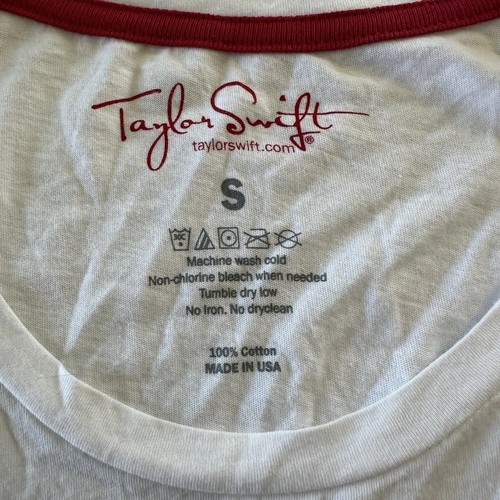 Taylor Swift®
taylorswift.com
S
Machine wash cold
Non-chlorine bleach when needed
Tumble dry low
No Iron. No dryclean
100% Cotton
MADE IN USA